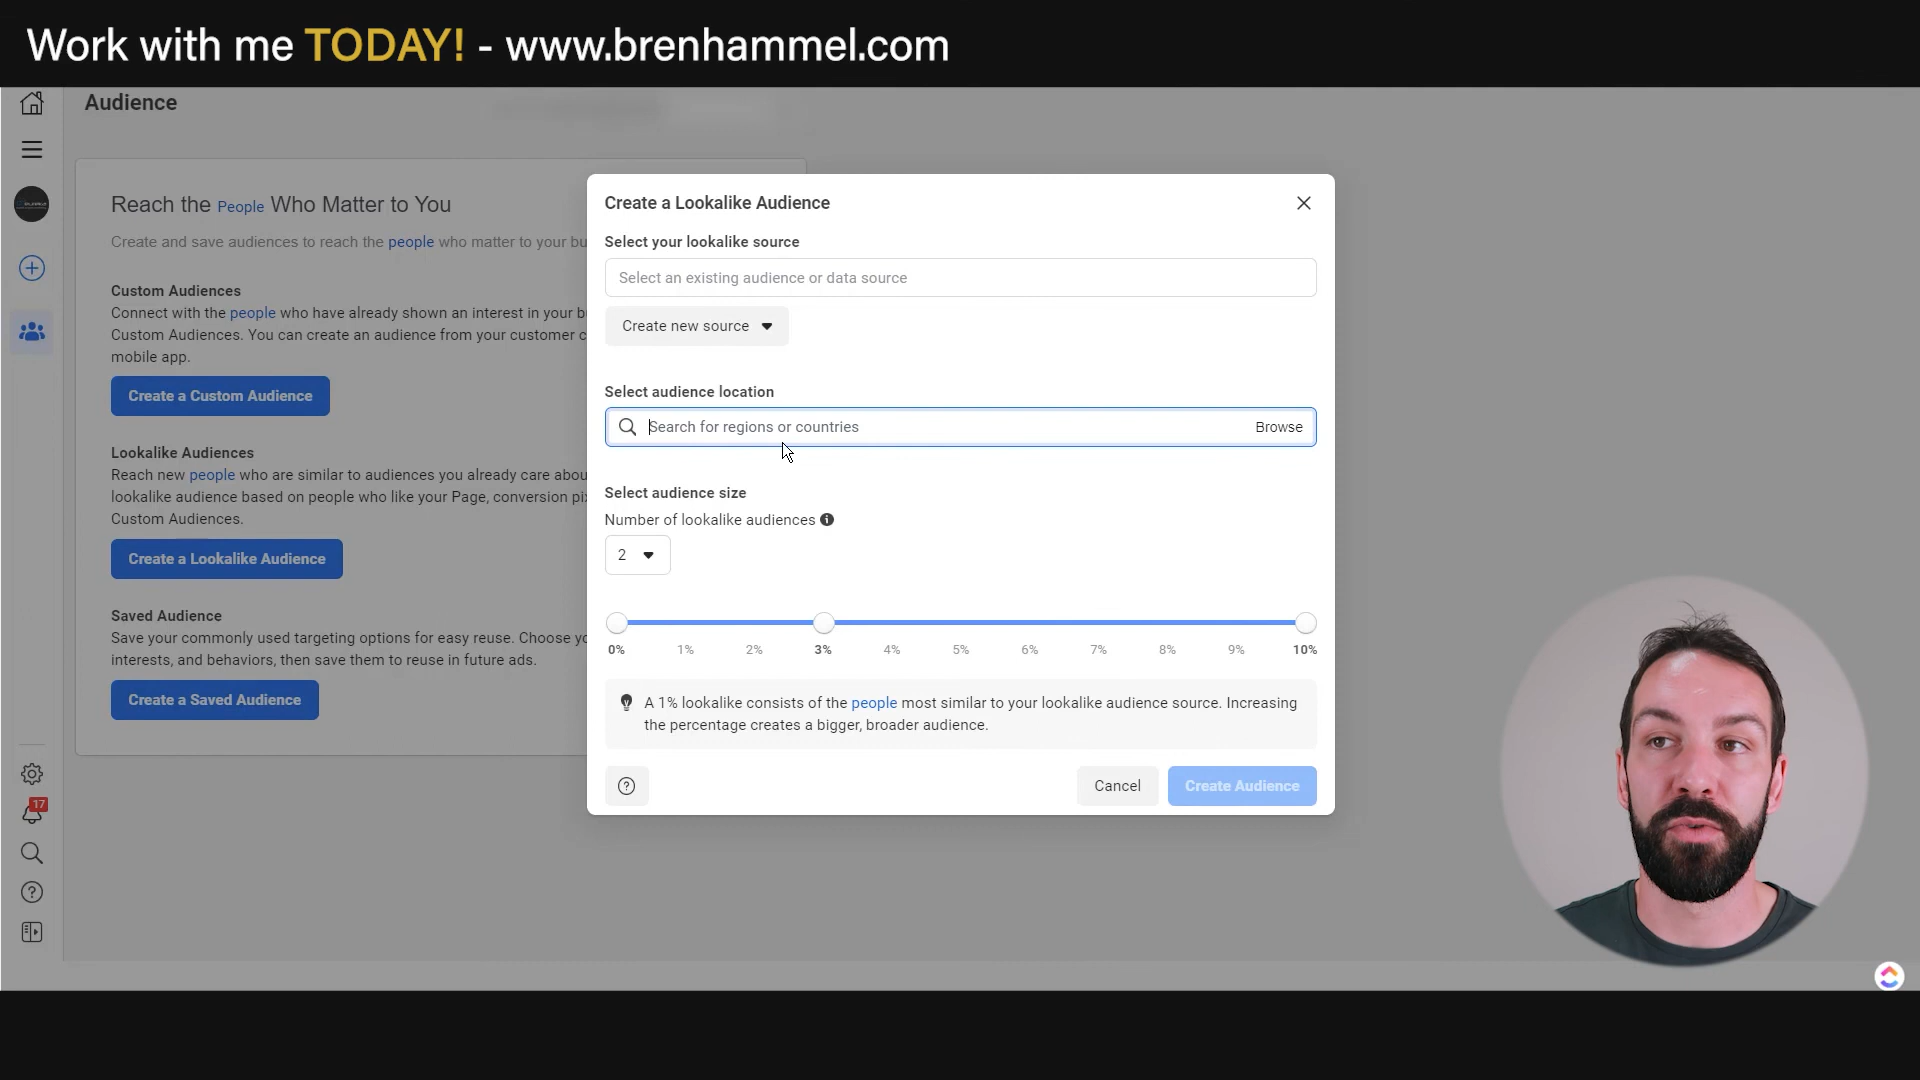 Work with me TODAY! - www.brenhammel.com
Audience
Reach the People Who Matter to You
Create and save audiences to reach the people who matter to your bu
Custom Audiences
Connect with the people who have already shown an interest in your b
Custom Audiences. You can create an audience from your customer c
mobile app.
Create a Custom Audience
Lookalike Audiences
Reach new people who are similar to audiences you already care abou
lookalike audience based on people who like your Page, conversion pi
Custom Audiences.
Create a Lookalike Audience
Saved Audience
Save your commonly used targeting options for easy reuse. Choose yo
interests, and behaviors, then save them to reuse in future ads.
Create a Saved Audience
17
Create a Lookalike Audience
Select your lookalike source
Select an existing audience or data source
Create new source
Select audience location
Search for regions or countries
Browse
Select audience size
Number of lookalike audiences
2
0% 1% 2% 3% 4% 5% 6% 7% 8% 9% 10%
A 1% lookalike consists of the people most similar to your lookalike audience source. Increasing
the percentage creates a bigger, broader audience.
Cancel
Create Audience